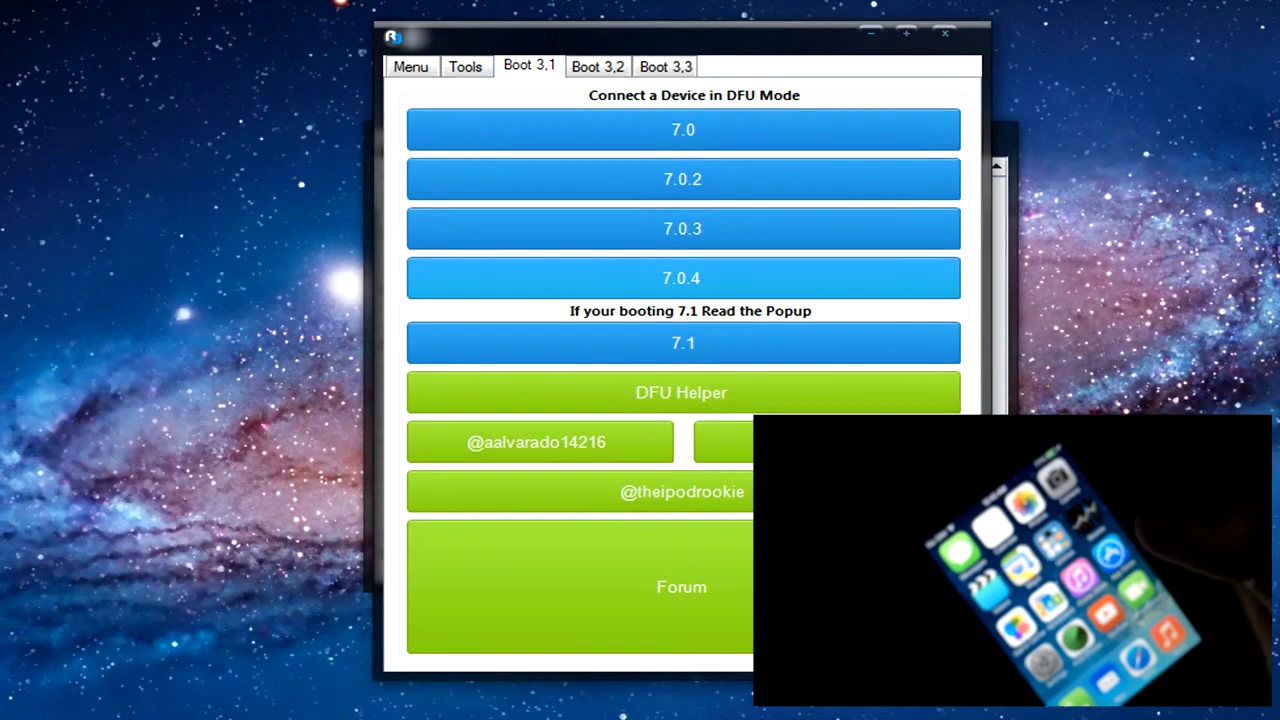 Menu
Tools
Boot 3,1
Boot 3,2
Boot 3,3
Connect a Device in DFU Mode
7.0
7.0.2
7.0.3
7.0.4
If your booting 7.1 Read the Popup
7.1
DFU Helper
@aalvarado14216
@theipodrookie
Forum